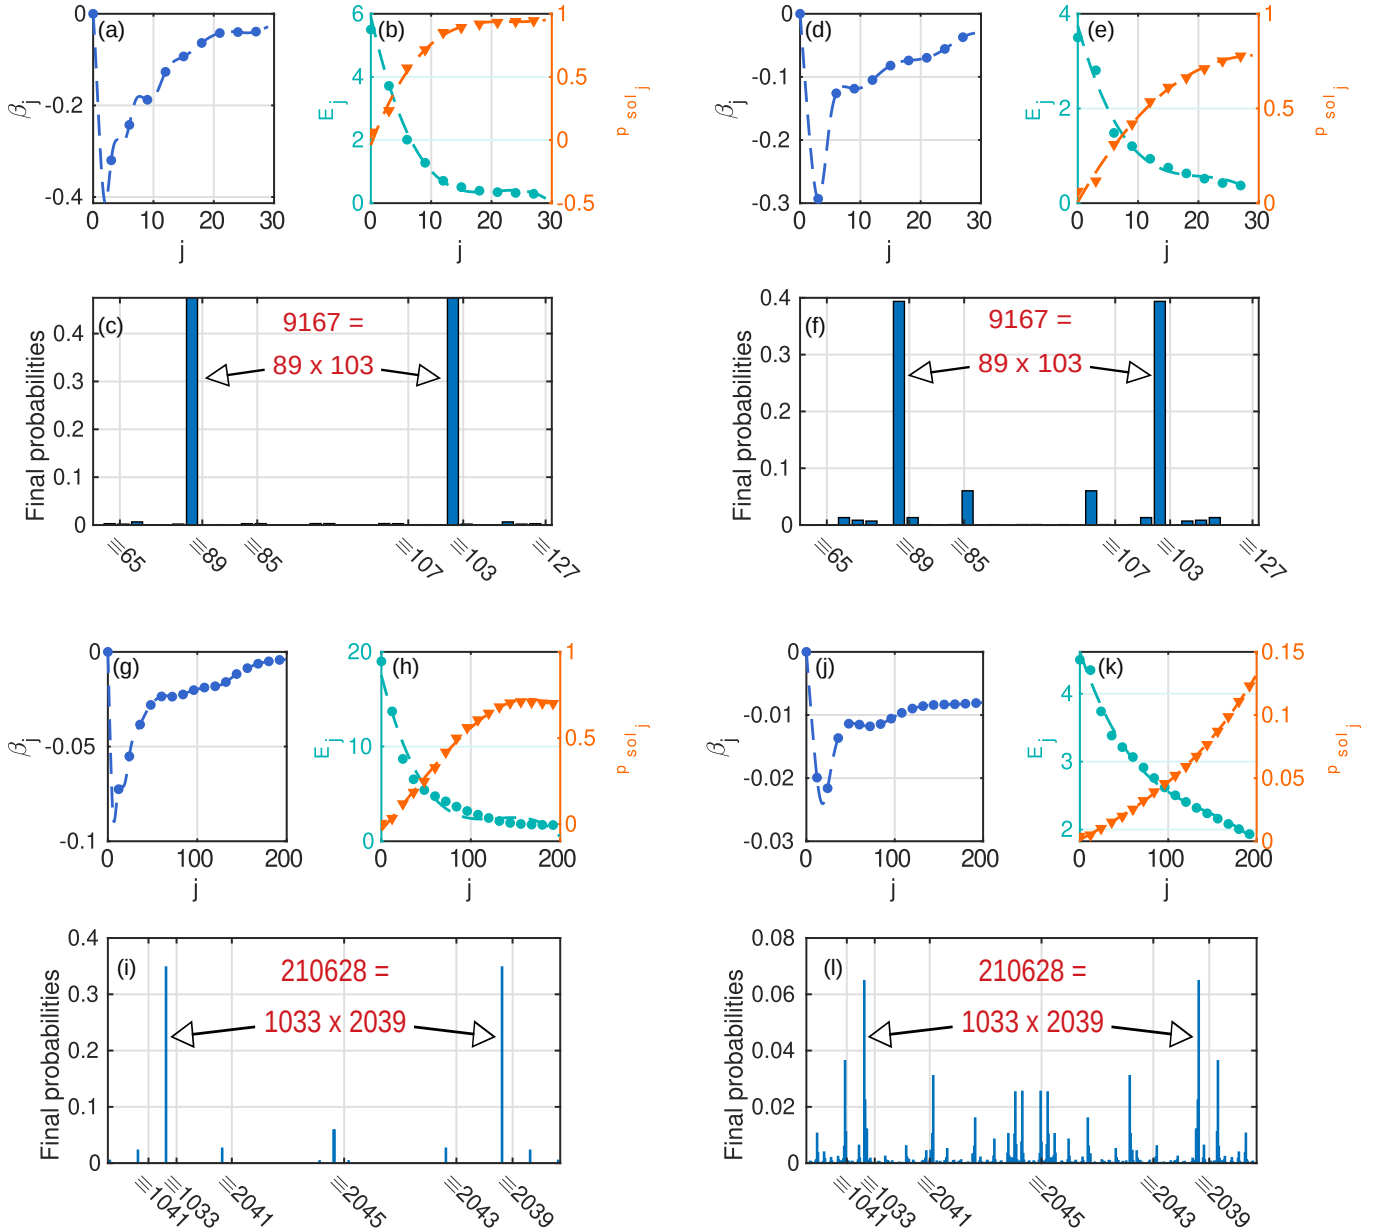 (a)
0
-0.2
-0.4
β_j
0
10
20
30
j
(b)
6
4
2
0
E_j
1
0.5
0
-0.5
p sol_j
0
10
20
30
j
(d)
0
-0.1
-0.2
-0.3
β_j
0
10
20
30
j
(e)
4
2
0
E_j
1
0.5
0
p sol_j
0
10
20
30
j
(c)
9167 =
89 x 103
Final probabilities
0.4
0.3
0.2
0.1
0
≡65
≡89
≡85
≡107
≡103
≡127
(f)
9167 =
89 x 103
Final probabilities
0.4
0.3
0.2
0.1
0
≡65
≡89
≡85
≡107
≡103
≡127
(g)
0
-0.05
-0.1
β_j
0
100
200
j
(h)
20
10
0
E_j
1
0.5
0
p sol_j
0
100
200
j
(j)
0
-0.01
-0.02
-0.03
β_j
0
100
200
j
(k)
4
3
2
E_j
0.15
0.1
0.05
0
p sol_j
0
100
200
j
(i)
210628 =
1033 x 2039
Final probabilities
0.4
0.3
0.2
0.1
0
≡1041
≡1033
≡2041
≡2045
≡2043
≡2039
(l)
210628 =
1033 x 2039
Final probabilities
0.08
0.06
0.04
0.02
0
≡1041
≡1033
≡2041
≡2045
≡2043
≡2039